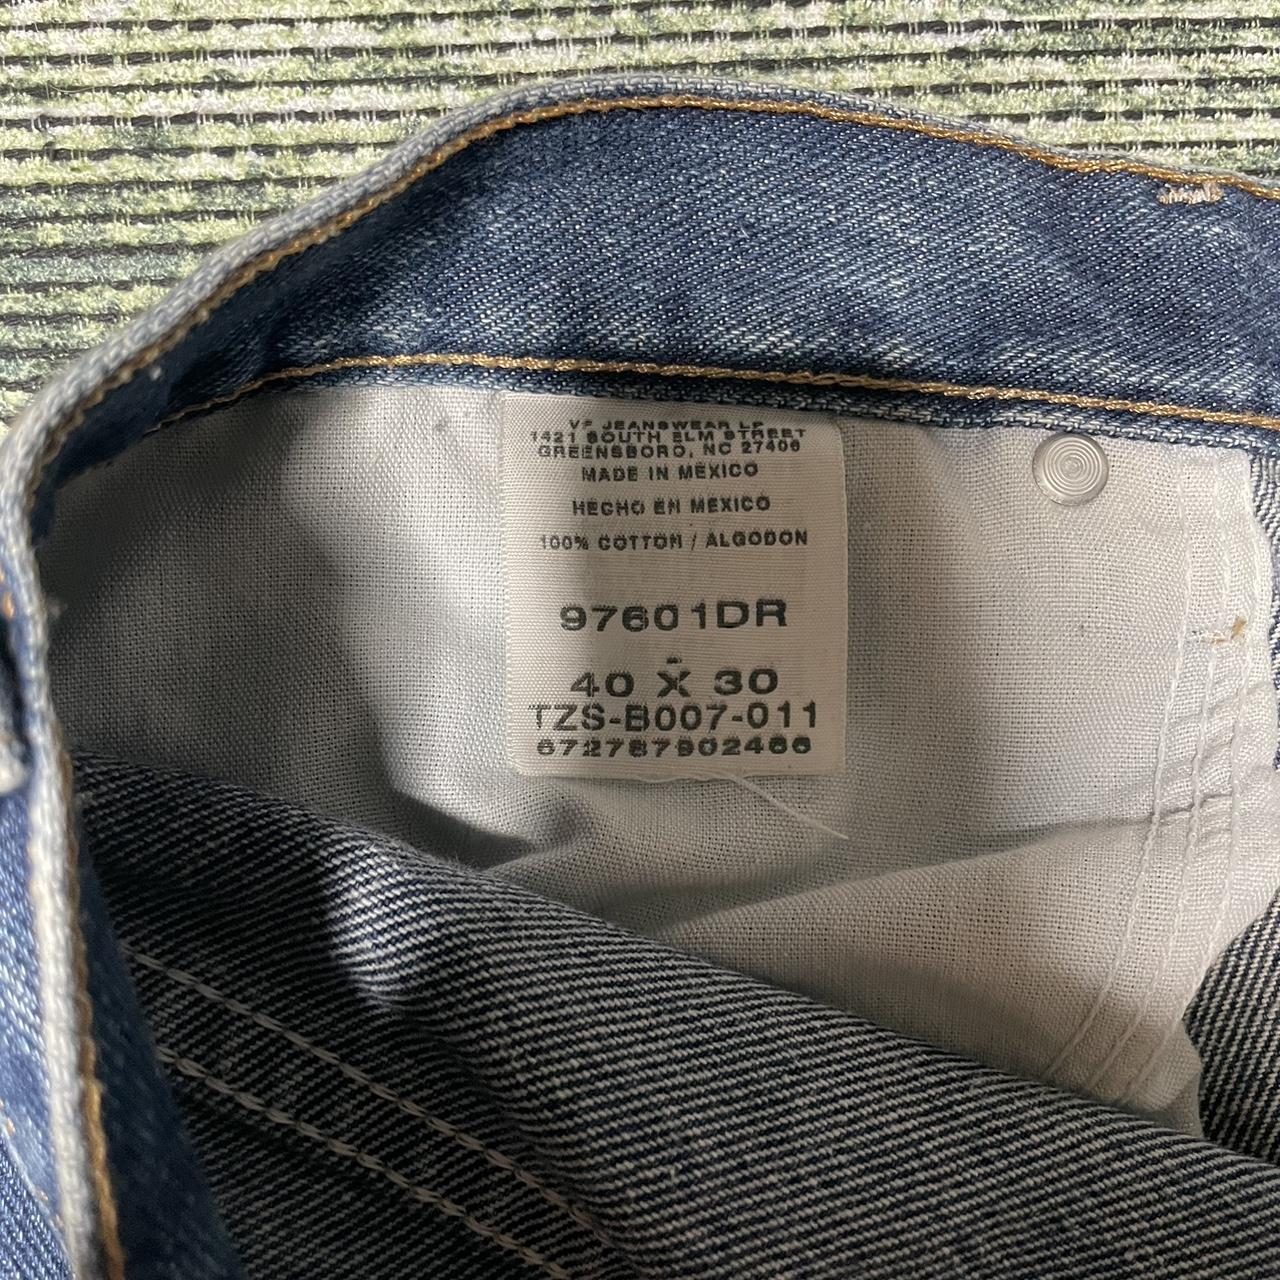 VF JEANSWEAR LP
1421 SOUTH ELM STREET
GREENSBORO, NC 27406
MADE IN MEXICO
HECHO EN MEXICO
100% COTTON / ALGODON
97601DR
40 X 30
TZS-B007-011
672787902466